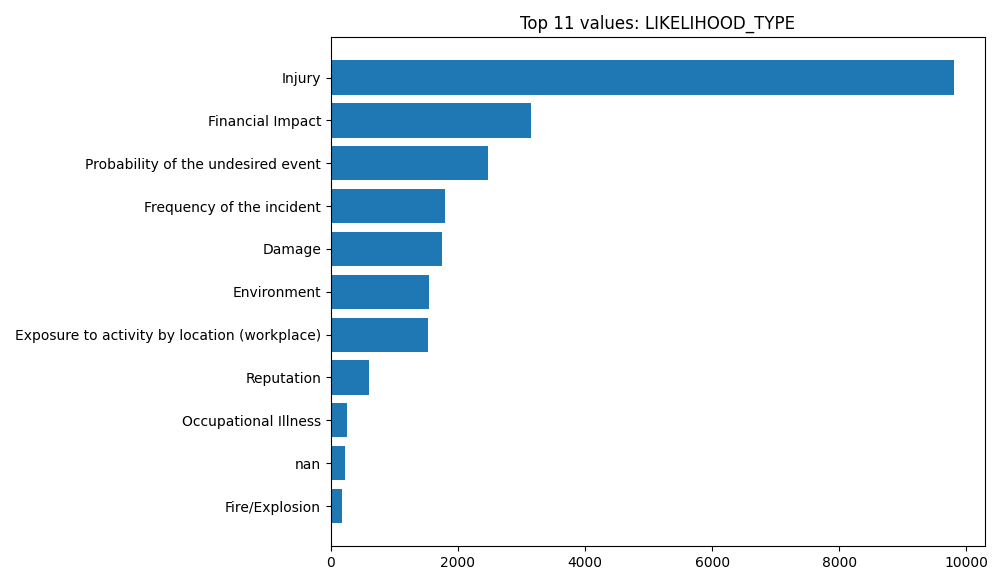 Top 11 values: LIKELIHOOD_TYPE
Injury
Financial Impact
Probability of the undesired event
Frequency of the incident
Damage
Environment
Exposure to activity by location (workplace)
Reputation
Occupational Illness
nan
Fire/Explosion
0 2000 4000 6000 8000 10000